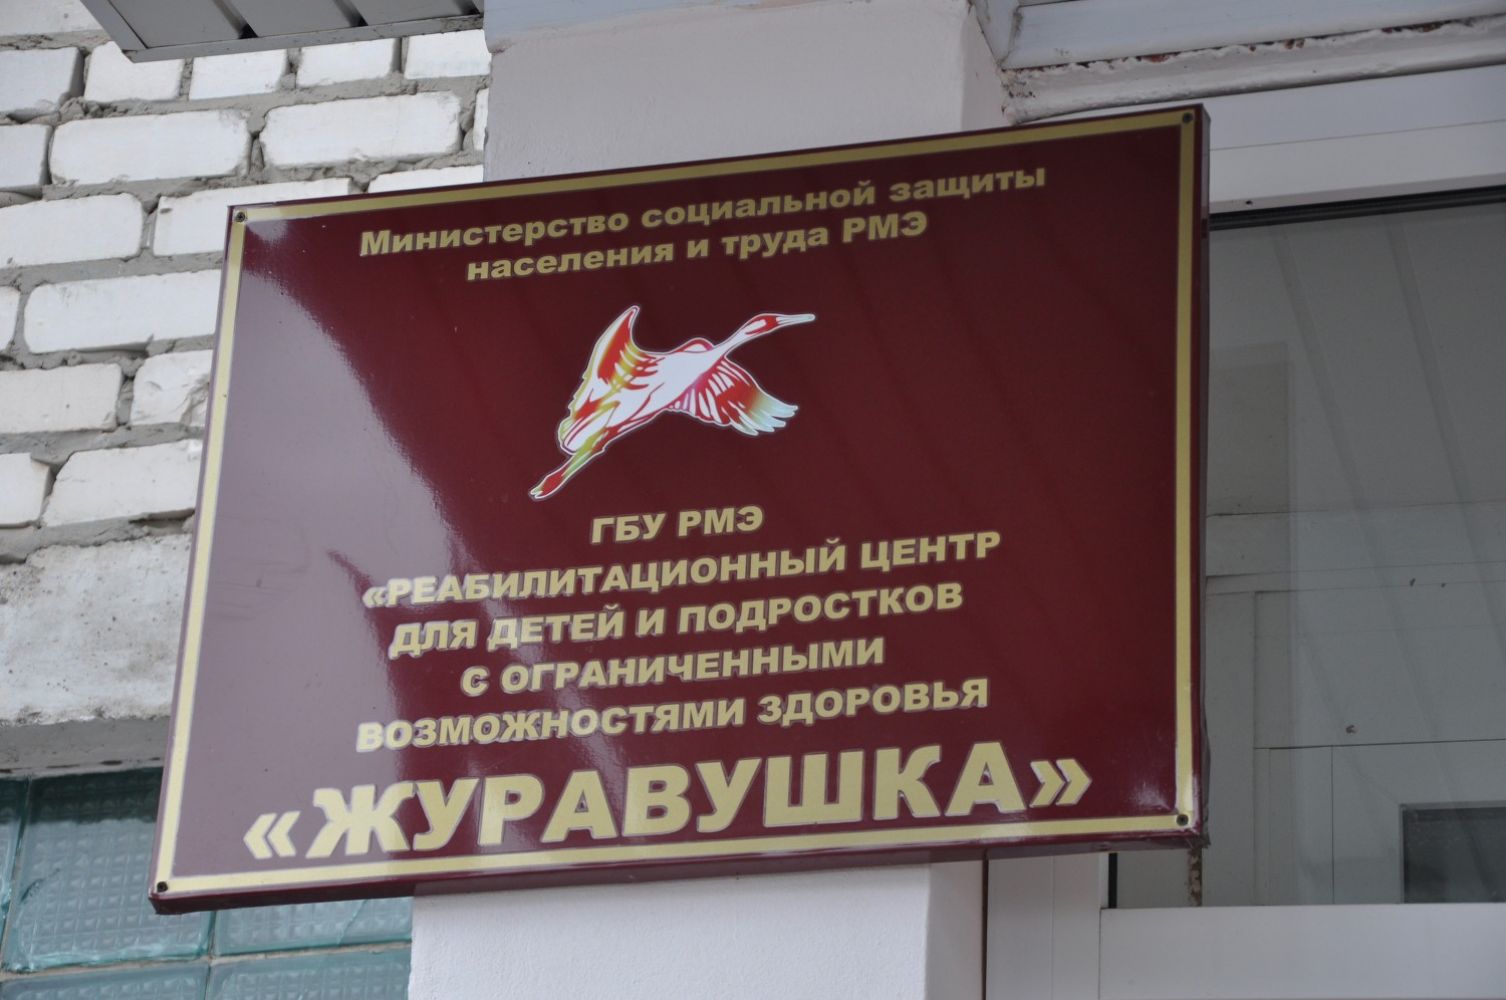 Министерство социальной защиты
населения и труда РМЭ
ГБУ РМЭ
«РЕАБИЛИТАЦИОННЫЙ ЦЕНТР
ДЛЯ ДЕТЕЙ И ПОДРОСТКОВ
С ОГРАНИЧЕННЫМИ
ВОЗМОЖНОСТЯМИ ЗДОРОВЬЯ
«ЖУРАВУШКА»